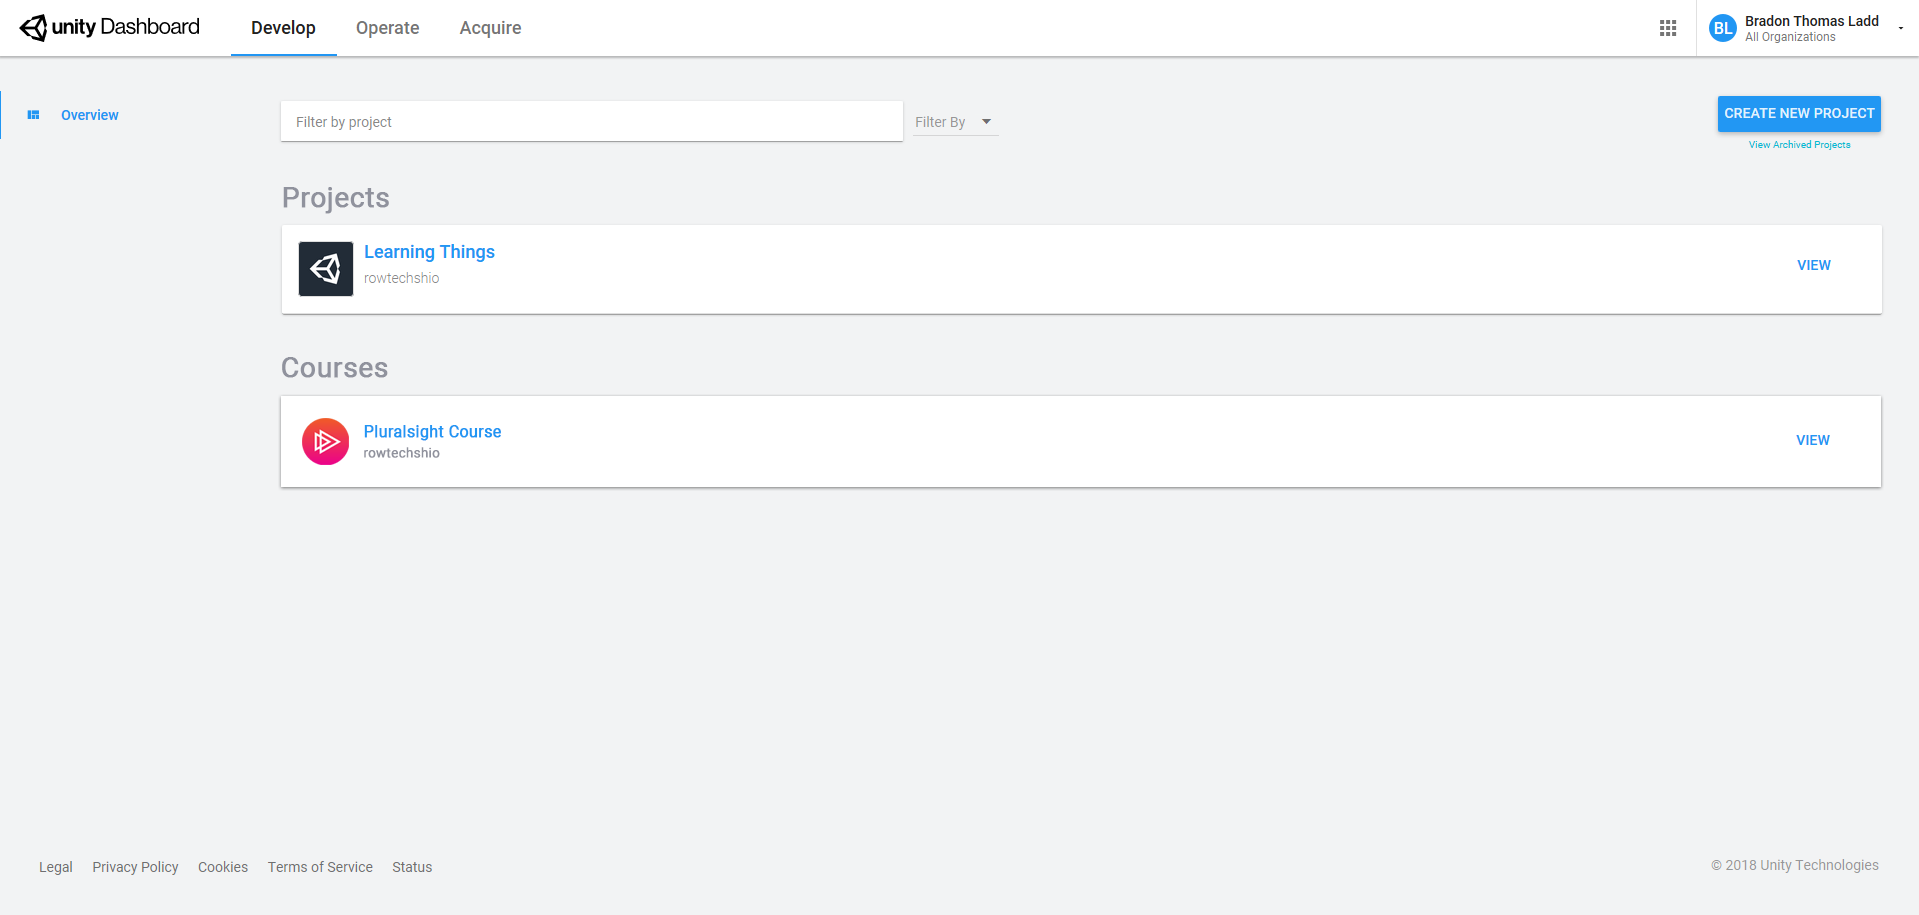 unity Dashboard
Develop
Operate
Acquire
BL
Bradon Thomas Ladd
All Organizations
Overview
Filter by project
Filter By
CREATE NEW PROJECT
View Archived Projects
Projects
Learning Things
rowtechshio
VIEW
Courses
Pluralsight Course
rowtechshio
VIEW
Legal
Privacy Policy
Cookies
Terms of Service
Status
© 2018 Unity Technologies